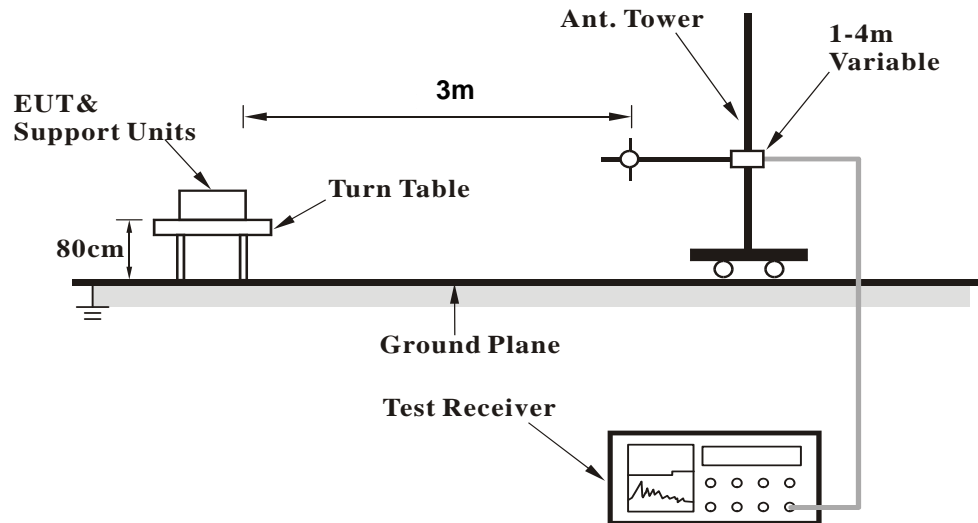 Ant. Tower
1-4m
Variable
3m
EUT&
Support Units
Turn Table
80cm
Ground Plane
Test Receiver